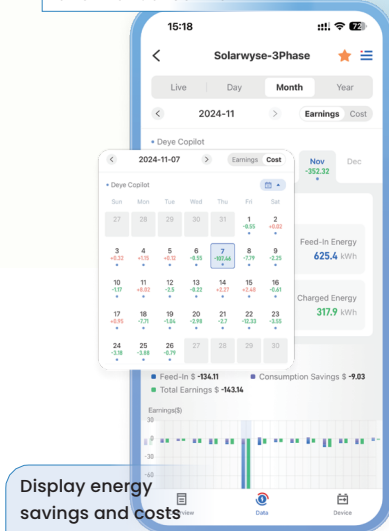 15:18
72
Solarwyse-3Phase
Live Day Month Year
2024-11
Earnings Cost
Deye Copilot
Nov
-352.32
Dec
2024-11-07
Earnings Cost
Deye Copilot
Sun Mon Tue Wed Thu Fri Sat
27 28 29 30 31 1 2
-0.55 +0.02
3 4 5 6 7 8 9
+0.22 +1.15 +0.12 -0.55 -107.46 -7.79 -2.25
10 11 12 13 14 15 16
-1.17 +0.02 -2.5 -0.22 +2.27 +2.40 -0.61
17 18 19 20 21 22 23
+0.95 -7.71 -1.04 -2.98 -2.7 -12.33 -3.55
24 25 26 27 28 29 30
-3.18 -3.88 -0.79
Feed-In Energy
625.4 kWh
Charged Energy
317.9 kWh
Feed-In $ -134.11 Consumption Savings $ -9.03
Total Earnings $ -143.14
Earnings($)
30
0
-30
-60
Data
Device
Display energy
savings and costs